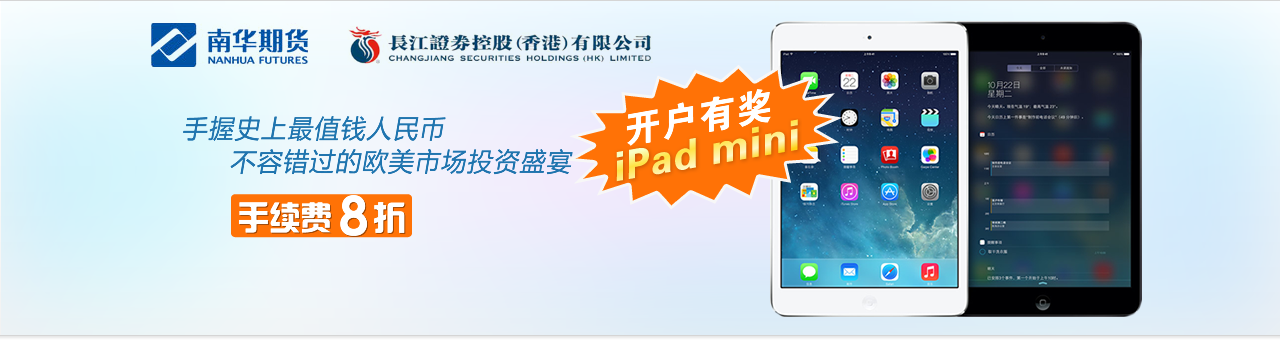 南华期货
NANHUA FUTURES
長江證券控股(香港)有限公司
CHANGJIANG SECURITIES HOLDINGS (HK) LIMITED
手握史上最值钱人民币
不容错过的欧美市场投资盛宴
手续费8折
开户有奖
iPad mini
10月22日
星期二